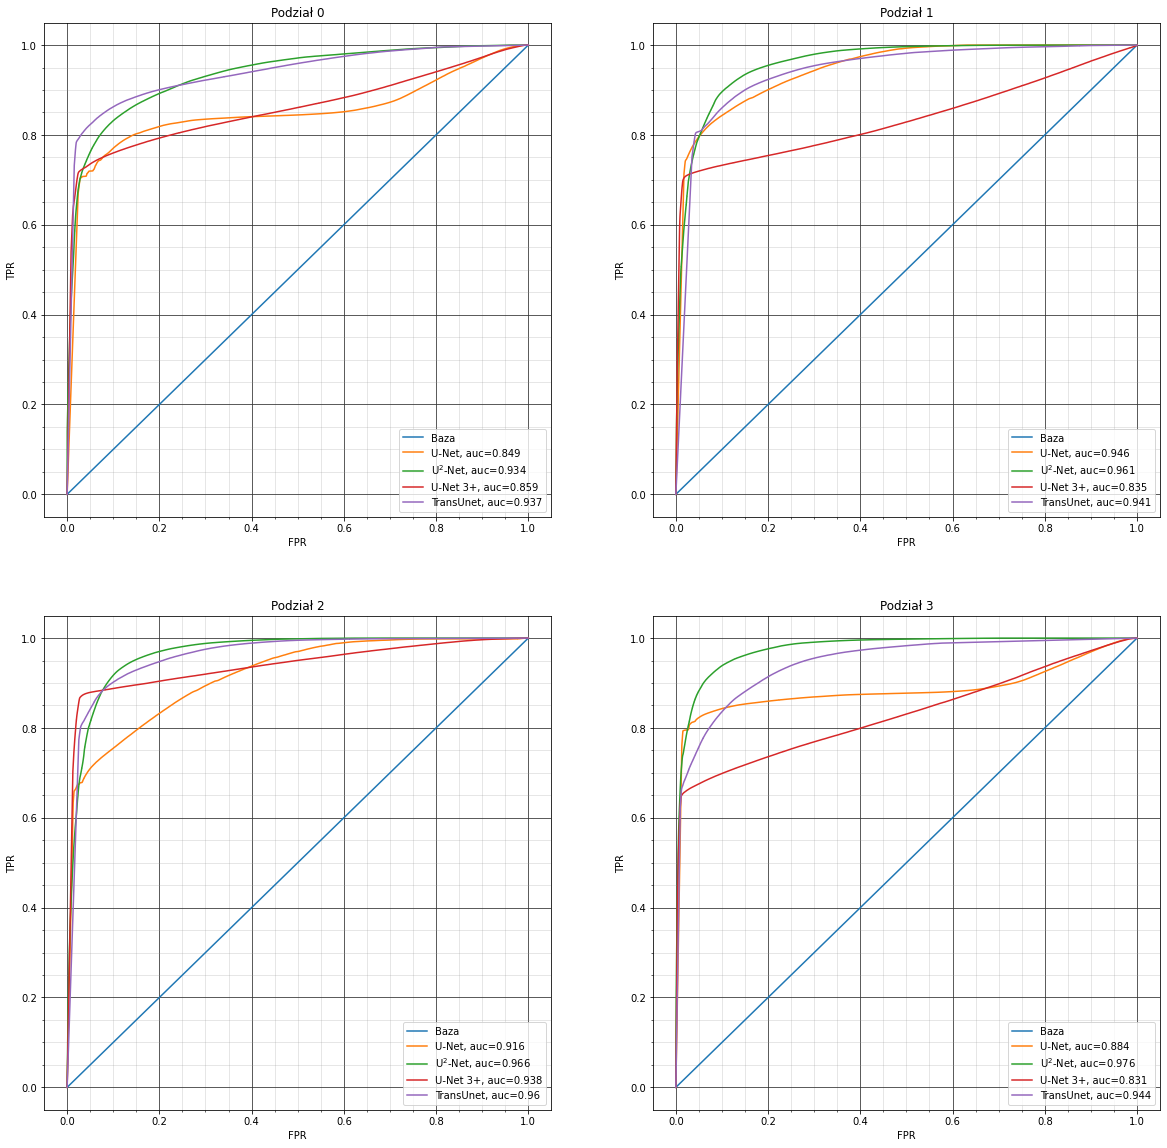 Podział 0
1.0
0.8
0.6
0.4
0.2
0.0
TPR
0.0 0.2 0.4 0.6 0.8 1.0
FPR
Baza
U-Net, auc=0.849
U²-Net, auc=0.934
U-Net 3+, auc=0.859
TransUnet, auc=0.937
Podział 1
1.0
0.8
0.6
0.4
0.2
0.0
TPR
0.0 0.2 0.4 0.6 0.8 1.0
FPR
Baza
U-Net, auc=0.946
U²-Net, auc=0.961
U-Net 3+, auc=0.835
TransUnet, auc=0.941
Podział 2
1.0
0.8
0.6
0.4
0.2
0.0
TPR
0.0 0.2 0.4 0.6 0.8 1.0
FPR
Baza
U-Net, auc=0.916
U²-Net, auc=0.966
U-Net 3+, auc=0.938
TransUnet, auc=0.96
Podział 3
1.0
0.8
0.6
0.4
0.2
0.0
TPR
0.0 0.2 0.4 0.6 0.8 1.0
FPR
Baza
U-Net, auc=0.884
U²-Net, auc=0.976
U-Net 3+, auc=0.831
TransUnet, auc=0.944